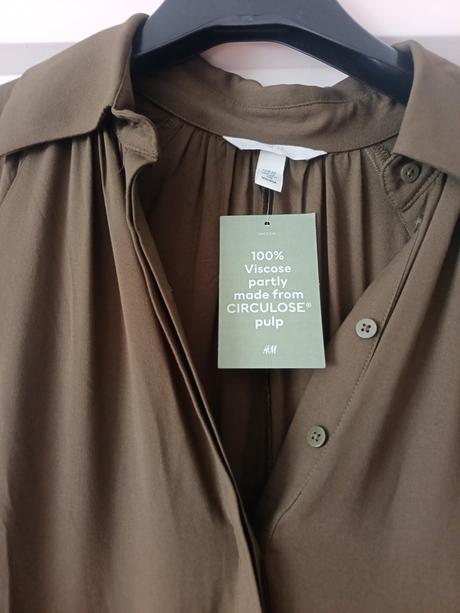 100%
Viscose
partly
made from
CIRCULOSE®
pulp
H&M